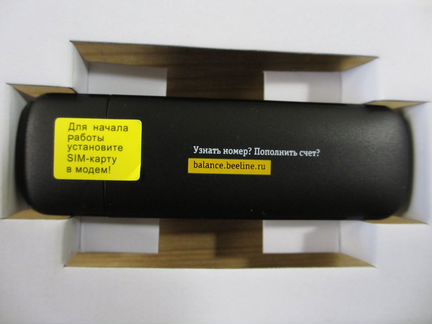 Для начала
работы
установите
SIM-карту
в модем!
Узнать номер? Пополнить счет?
balance.beeline.ru